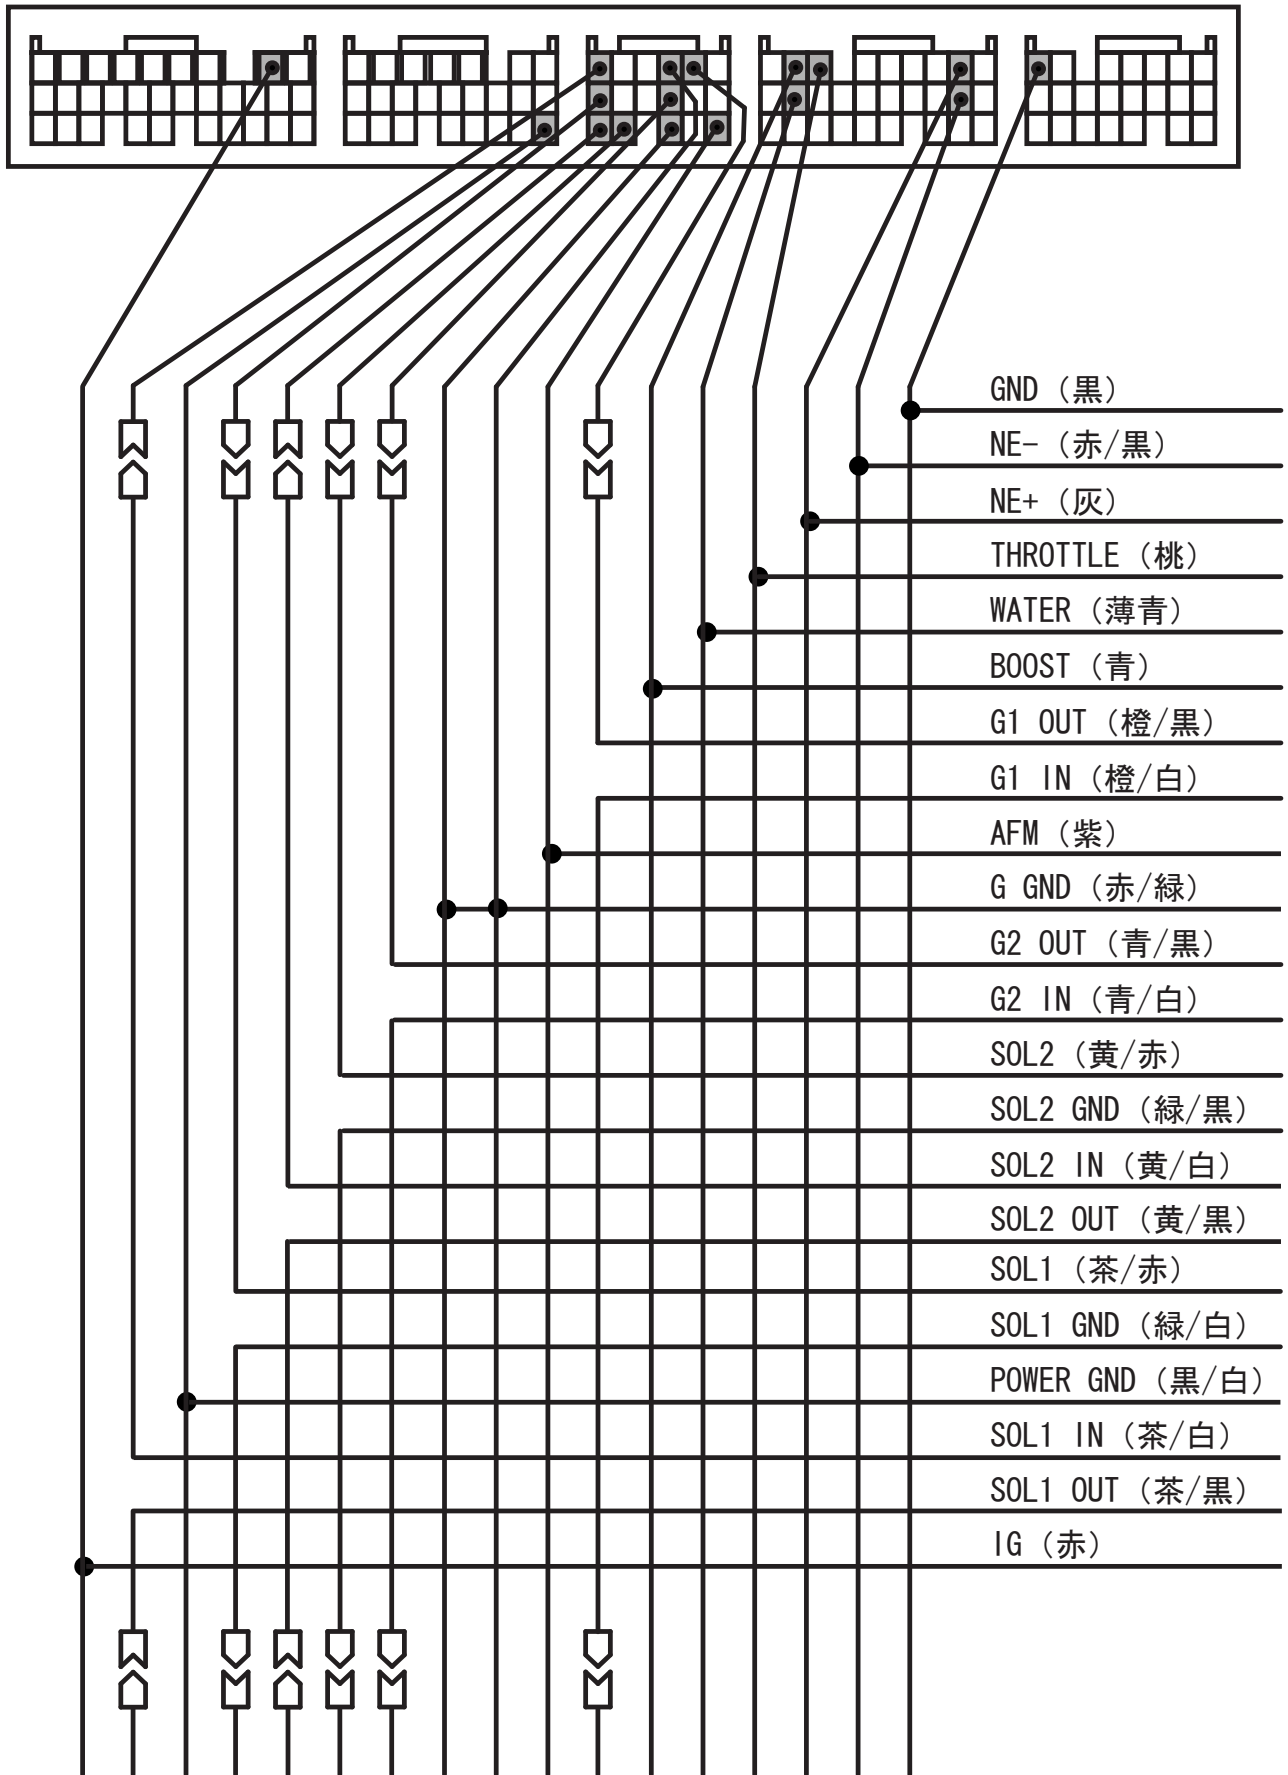 GND (黒)
NE− (赤/黒)
NE+ (灰)
THROTTLE (桃)
WATER (薄青)
BOOST (青)
G1 OUT (橙/黒)
G1 IN (橙/白)
AFM (紫)
G GND (赤/緑)
G2 OUT (青/黒)
G2 IN (青/白)
SOL2 (黄/赤)
SOL2 GND (緑/黒)
SOL2 IN (黄/白)
SOL2 OUT (黄/黒)
SOL1 (茶/赤)
SOL1 GND (緑/白)
POWER GND (黒/白)
SOL1 IN (茶/白)
SOL1 OUT (茶/黒)
IG (赤)